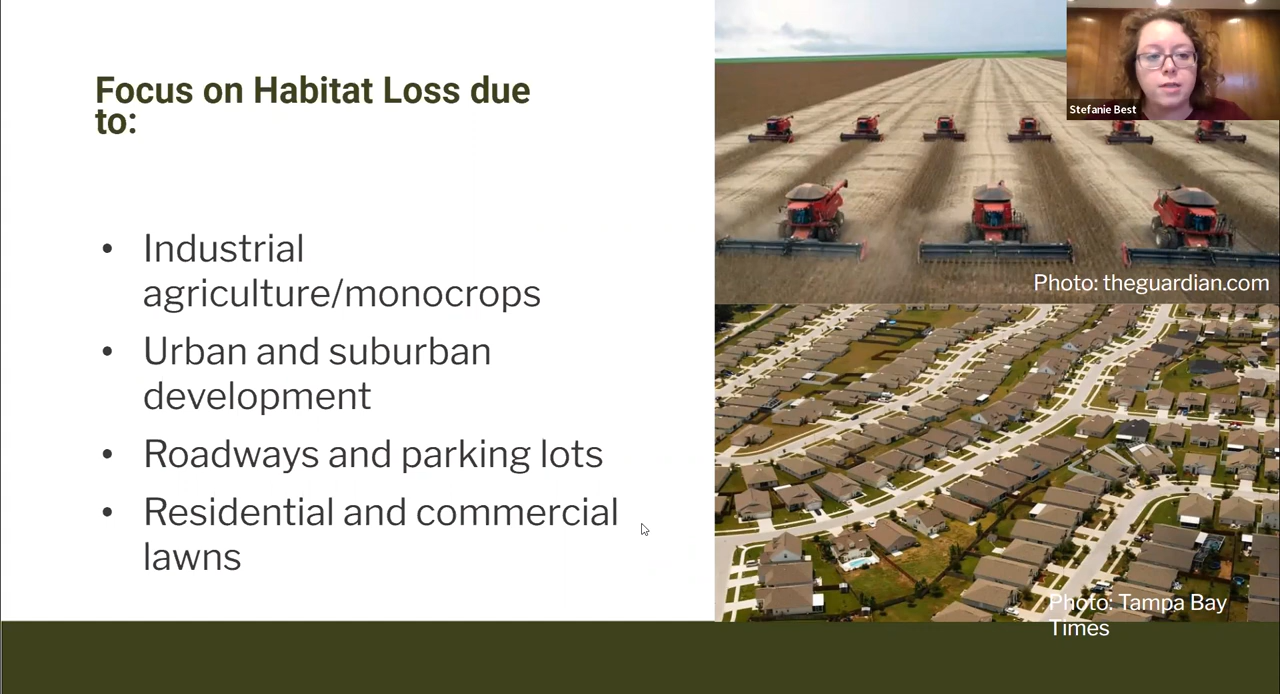 Focus on Habitat Loss due
to:
• Industrial
agriculture/monocrops
• Urban and suburban
development
• Roadways and parking lots
• Residential and commercial
lawns
Stefanie Best
Photo: theguardian.com
Photo: Tampa Bay
Times